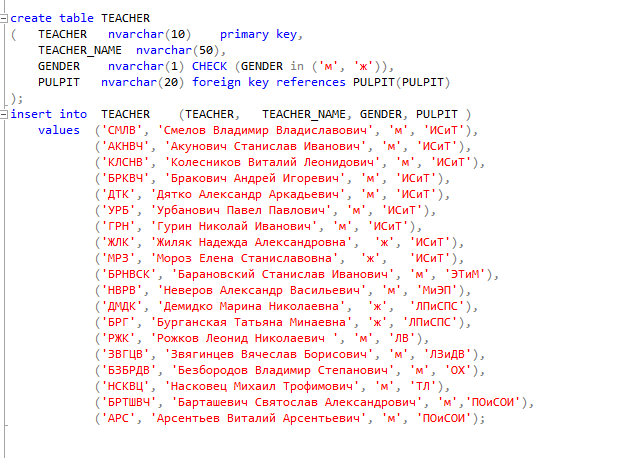 create table TEACHER
(   TEACHER   nvarchar(10)    primary key,
    TEACHER_NAME  nvarchar(50),
    GENDER    nvarchar(1) CHECK (GENDER in ('м', 'ж')),
    PULPIT   nvarchar(20) foreign key references PULPIT(PULPIT)
);
insert into  TEACHER    (TEACHER,   TEACHER_NAME, GENDER, PULPIT )
    values  ('СМЛВ', 'Смелов Владимир Владиславович', 'м', 'ИСиТ'),
            ('АКНВЧ', 'Акунович Станислав Иванович', 'м', 'ИСиТ'),
            ('КЛСНВ', 'Колесников Виталий Леонидович', 'м', 'ИСиТ'),
            ('БРКВЧ', 'Бракович Андрей Игоревич', 'м', 'ИСиТ'),
            ('ДТК', 'Дятко Александр Аркадьевич', 'м', 'ИСиТ'),
            ('УРБ', 'Урбанович Павел Павлович', 'м', 'ИСиТ'),
            ('ГРН', 'Гурин Николай Иванович', 'м', 'ИСиТ'),
            ('ЖЛК', 'Жиляк Надежда Александровна',  'ж', 'ИСиТ'),
            ('МРЗ', 'Мороз Елена Станиславовна',  'ж',   'ИСиТ'),
            ('БРНВСК', 'Барановский Станислав Иванович', 'м', 'ЭТиМ'),
            ('НВРВ', 'Неверов Александр Васильевич', 'м', 'МиЭП'),
            ('ДМДК', 'Демидко Марина Николаевна',  'ж',  'ЛПиСПС'),
            ('БРГ', 'Бурганская Татьяна Минаевна', 'ж', 'ЛПиСПС'),
            ('РЖК', 'Рожков Леонид Николаевич ', 'м', 'ЛВ'),
            ('ЗВГЦВ', 'Звягинцев Вячеслав Борисович', 'м', 'ЛЗиДВ'),
            ('БЗБРДВ', 'Безбородов Владимир Степанович', 'м', 'ОХ'),
            ('НСКВЦ', 'Насковец Михаил Трофимович', 'м', 'ТЛ'),
            ('БРТШВЧ', 'Барташевич Святослав Александрович', 'м','ПОиСОИ'),
            ('АРС', 'Арсентьев Виталий Арсентьевич', 'м', 'ПОиСОИ');